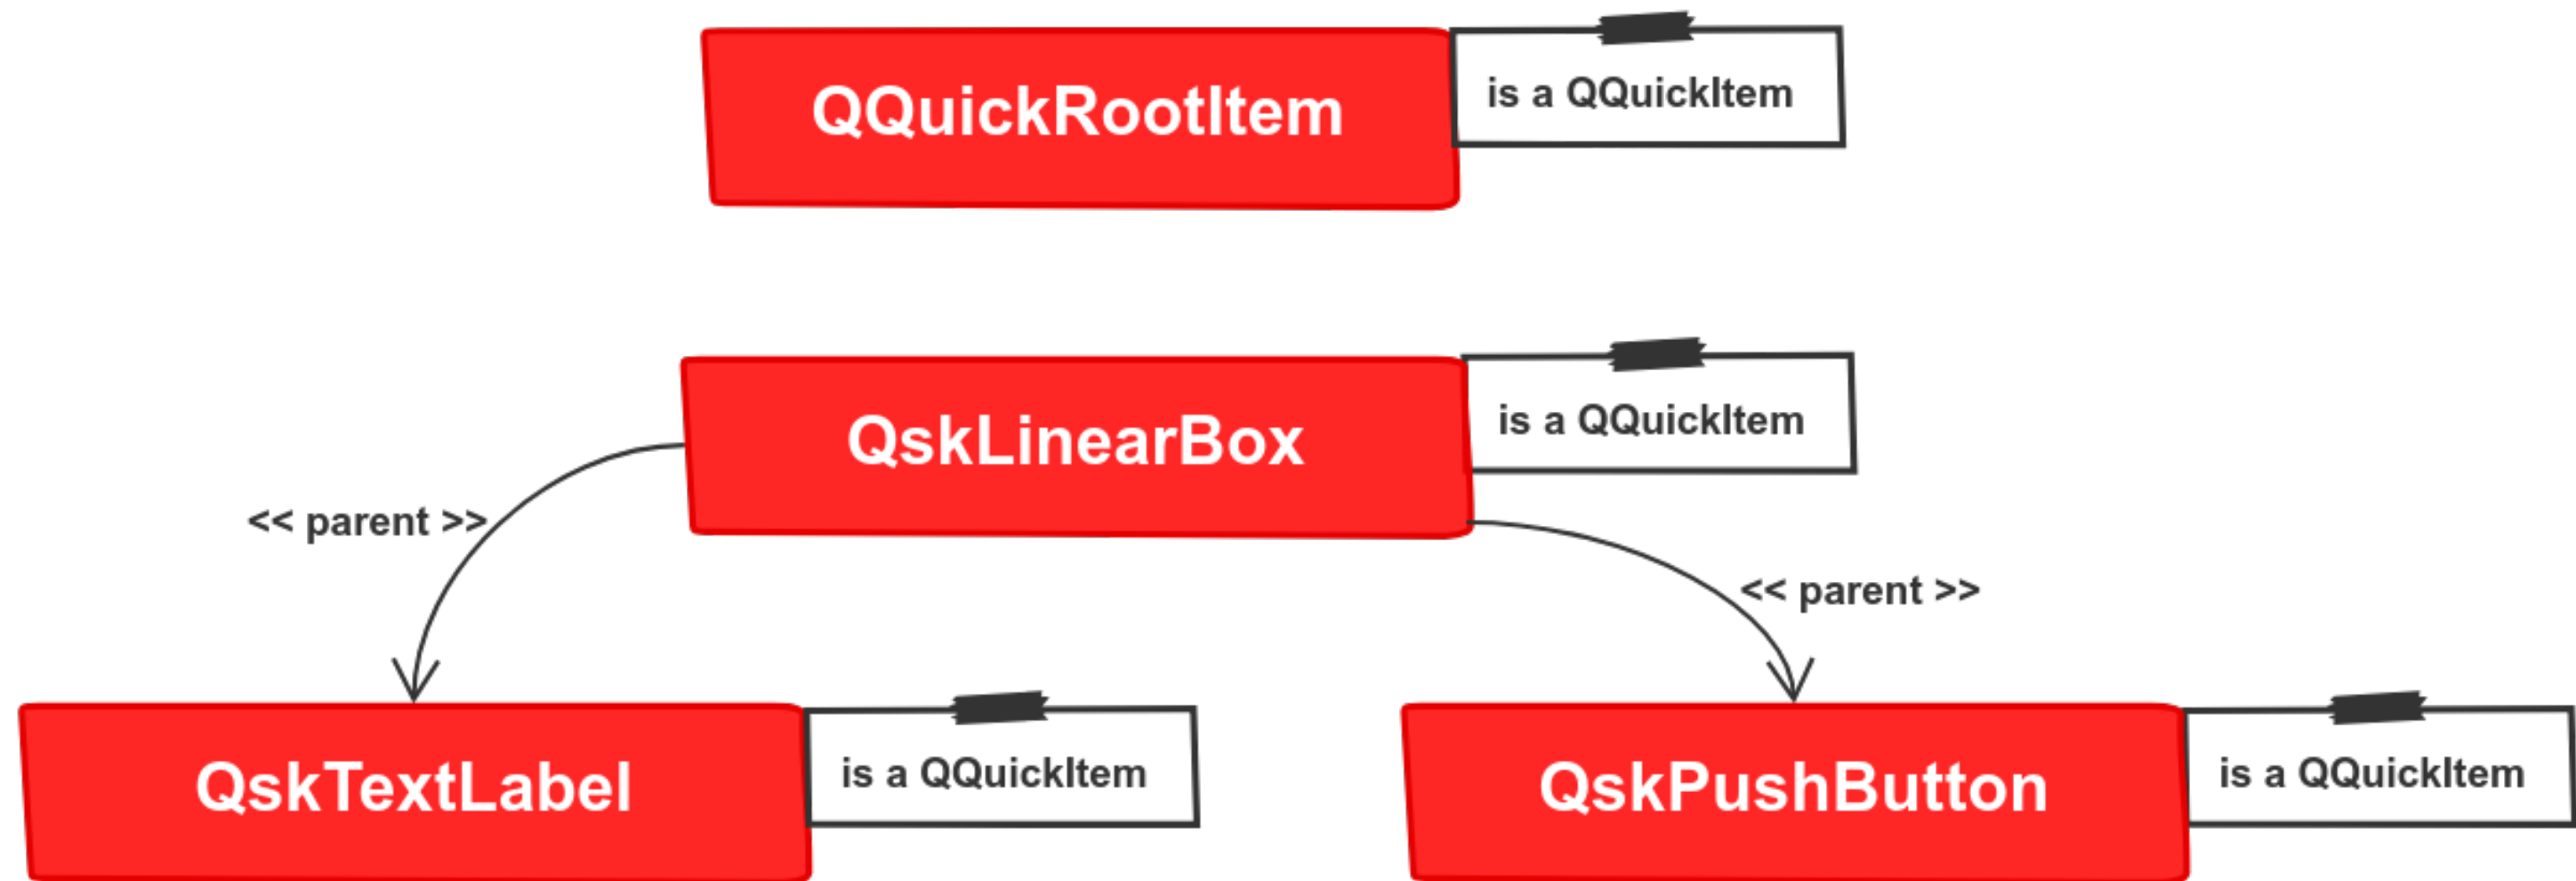 QQuickRootItem
is a QQuickItem
QskLinearBox
is a QQuickItem
<< parent >>
<< parent >>
QskTextLabel
is a QQuickItem
QskPushButton
is a QQuickItem